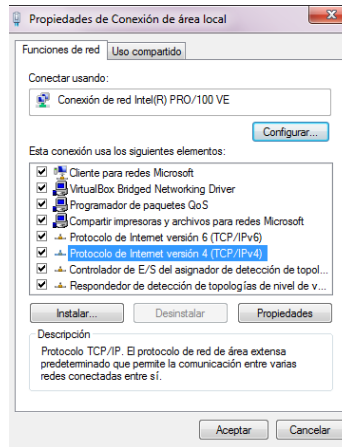 Propiedades de Conexión de área local
Funciones de red
Uso compartido
Conectar usando:
Conexión de red Intel(R) PRO/100 VE
Configurar...
Esta conexión usa los siguientes elementos:
Cliente para redes Microsoft
VirtualBox Bridged Networking Driver
Programador de paquetes QoS
Compartir impresoras y archivos para redes Microsoft
Protocolo de Internet versión 6 (TCP/IPv6)
Protocolo de Internet versión 4 (TCP/IPv4)
Controlador de E/S del asignador de detección de topol...
Respondedor de detección de topologías de nivel de v...
Instalar...
Desinstalar
Propiedades
Descripción
Protocolo TCP/IP. El protocolo de red de área extensa
predeterminado que permite la comunicación entre varias
redes conectadas entre sí.
Aceptar
Cancelar